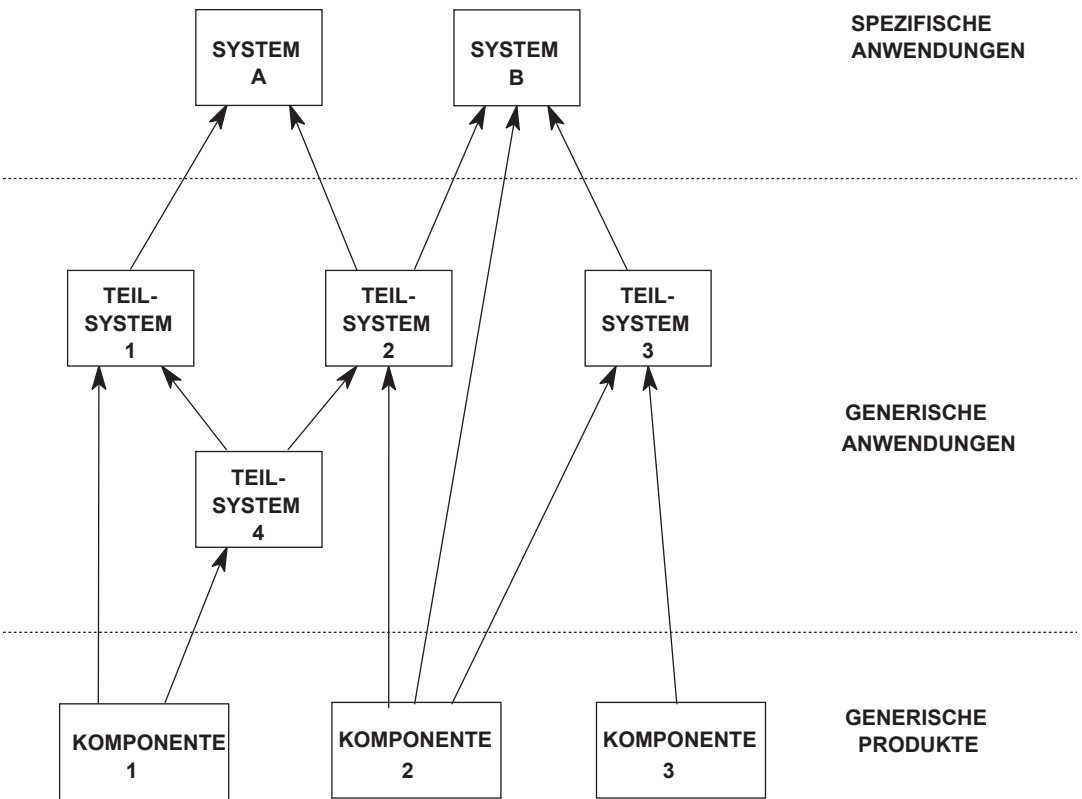 SYSTEM
A
SYSTEM
B
SPEZIFISCHE
ANWENDUNGEN
TEIL-
SYSTEM
1
TEIL-
SYSTEM
2
TEIL-
SYSTEM
3
GENERISCHE
ANWENDUNGEN
TEIL-
SYSTEM
4
KOMPONENTE
1
KOMPONENTE
2
KOMPONENTE
3
GENERISCHE
PRODUKTE